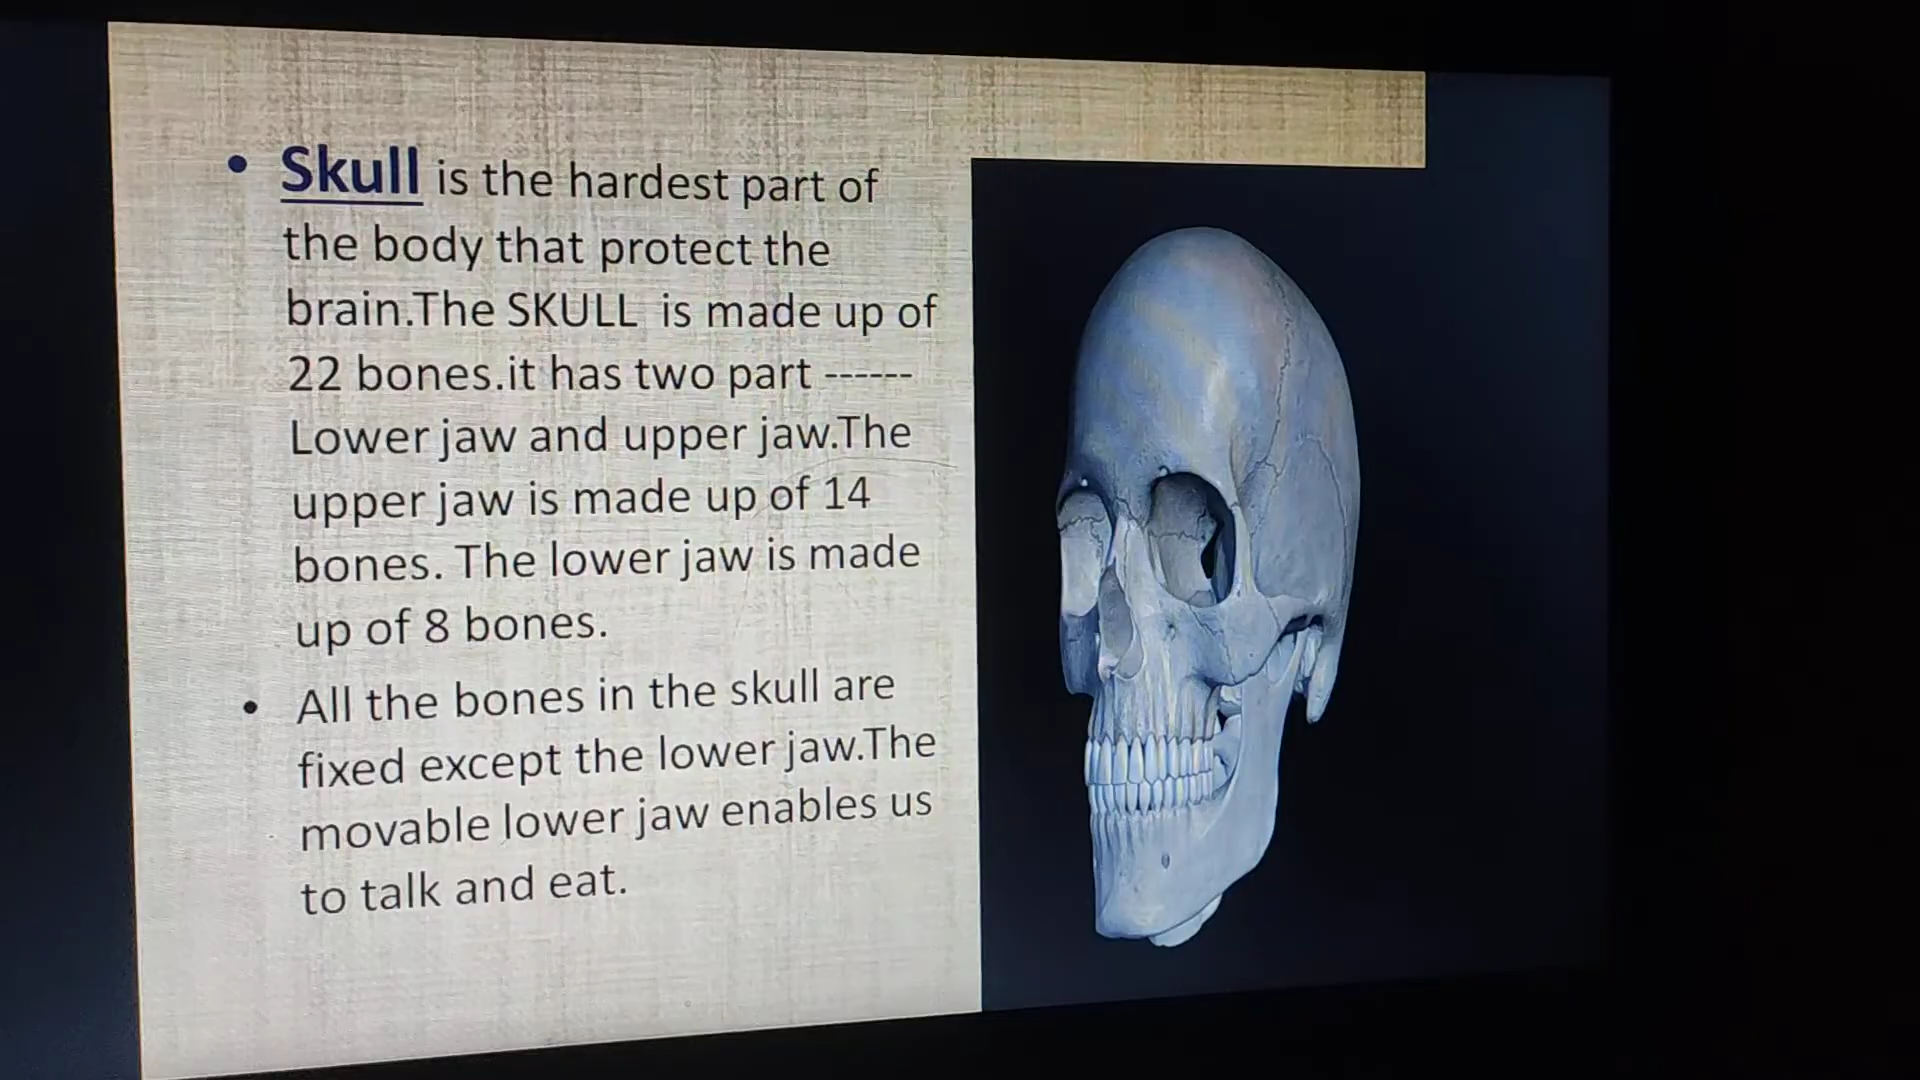 • Skull is the hardest part of
the body that protect the
brain.The SKULL is made up of
22 bones.it has two part ------
Lower jaw and upper jaw.The
upper jaw is made up of 14
bones. The lower jaw is made
up of 8 bones.
• All the bones in the skull are
fixed except the lower jaw.The
movable lower jaw enables us
to talk and eat.